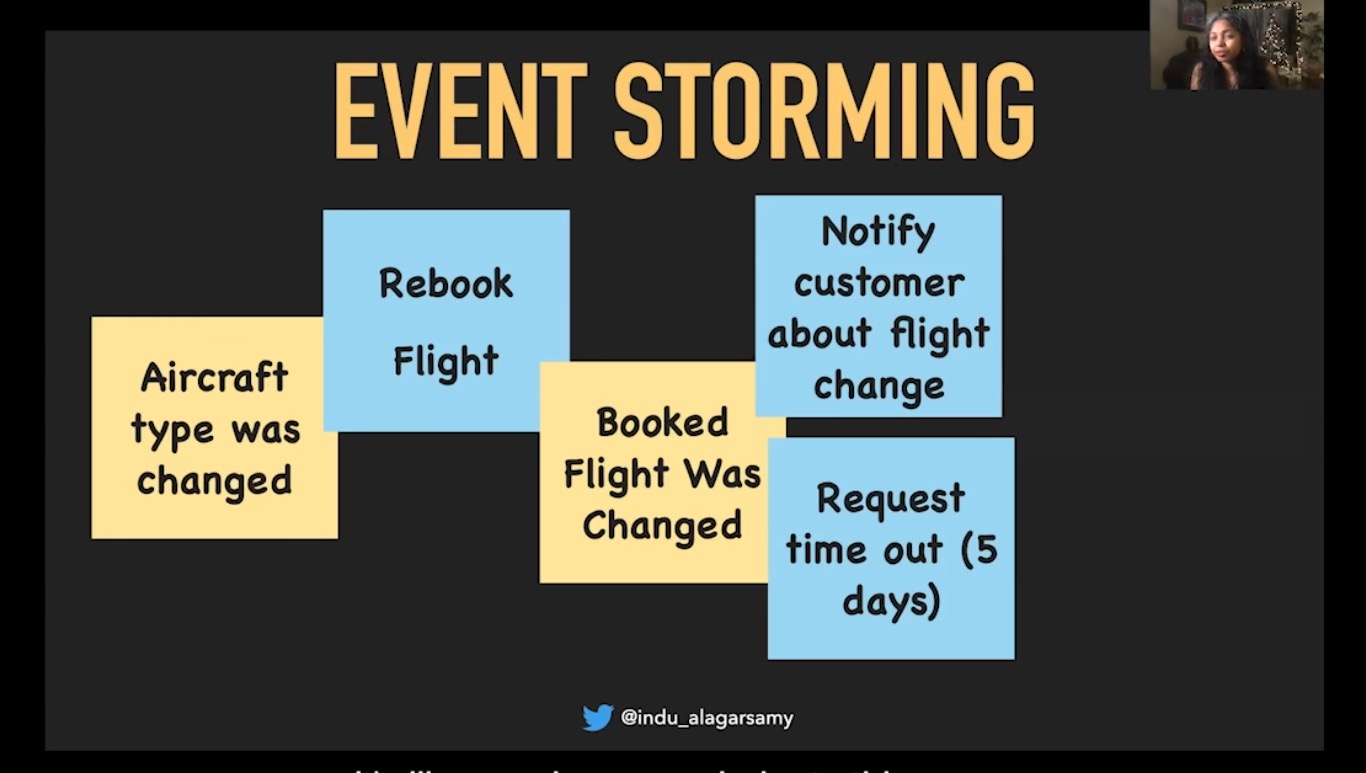 EVENT STORMING
Aircraft
type was
changed
Rebook
Flight
Booked
Flight Was
Changed
Notify
customer
about flight
change
Request
time out (5
days)
@indu_alagarsamy